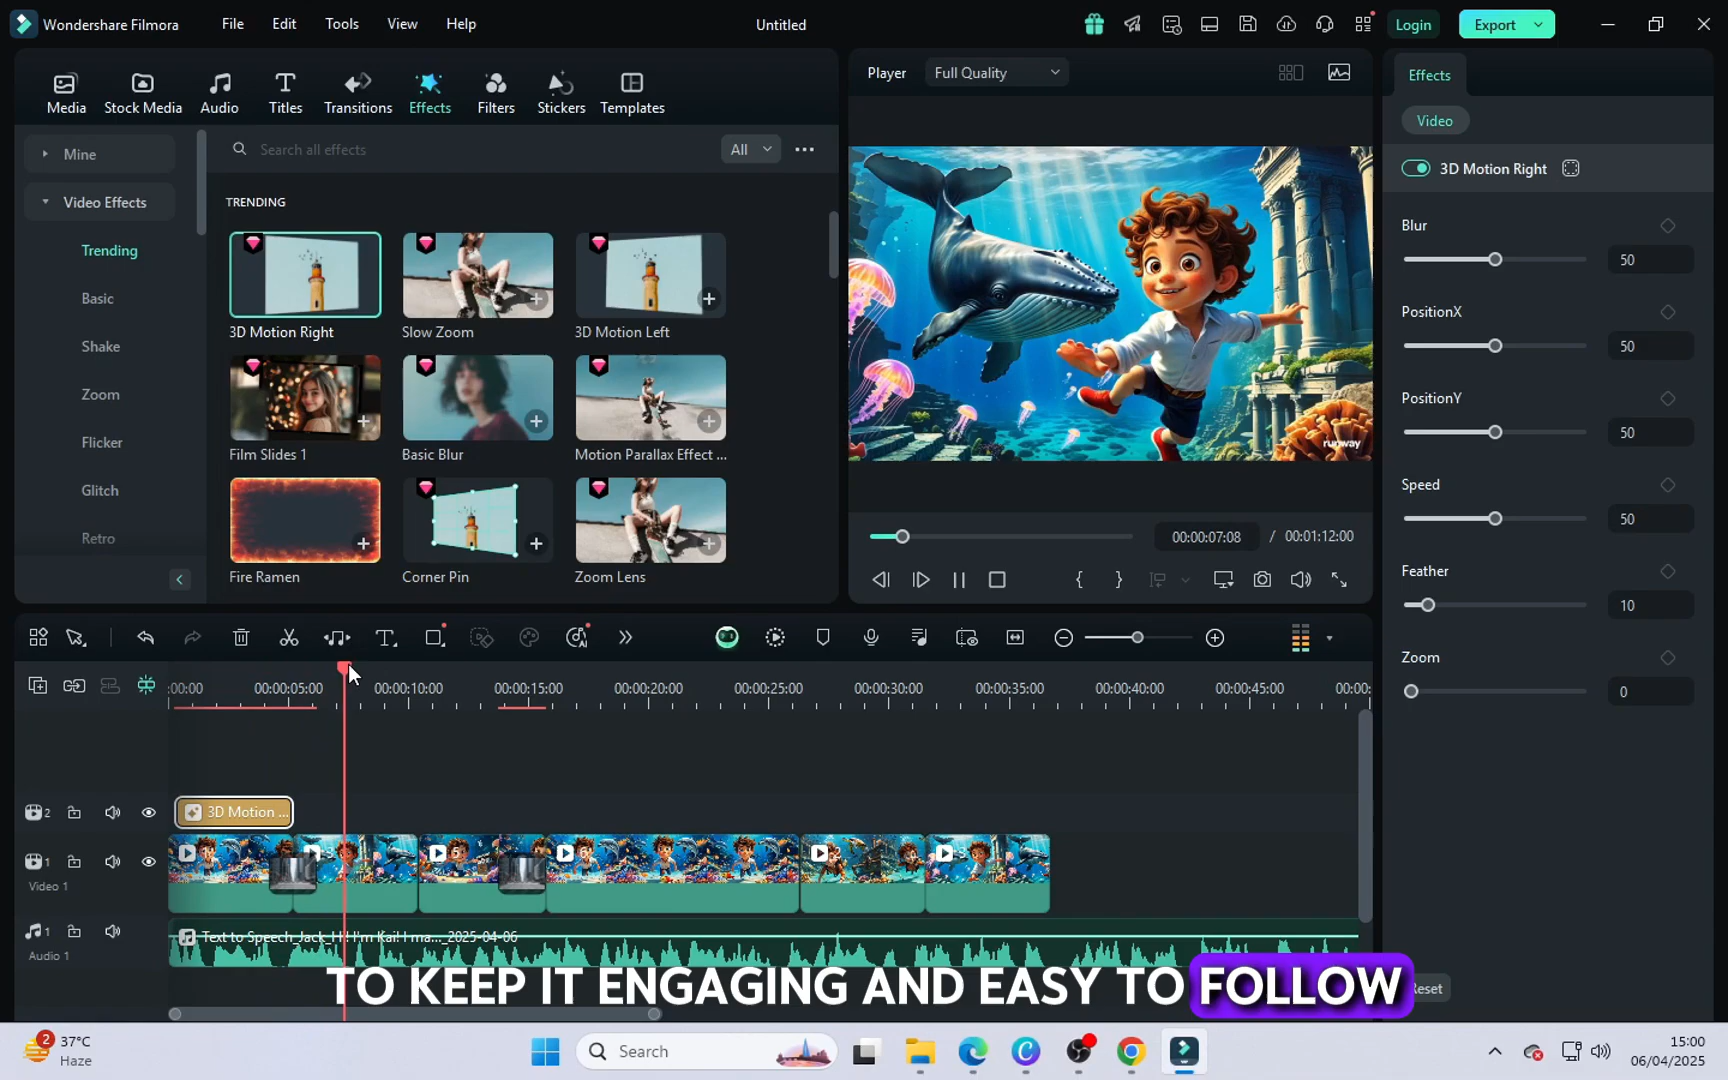 Wondershare Filmora
File Edit Tools View Help
Untitled
Login
Export
Media
Stock Media
Audio
Titles
Transitions
Effects
Filters
Stickers
Templates
Mine
Video Effects
Trending
Basic
Shake
Zoom
Flicker
Glitch
Retro
Search all effects
All
TRENDING
3D Motion Right
Slow Zoom
3D Motion Left
Film Slides 1
Basic Blur
Motion Parallax Effect ...
Fire Ramen
Corner Pin
Zoom Lens
Player
Full Quality
runway
00:00:07:08 / 00:01:12:00
Effects
Video
3D Motion Right
Blur
50
PositionX
50
PositionY
50
Speed
50
Feather
10
Zoom
0
:00:00 00:00:05:00 00:00:10:00 00:00:15:00 00:00:20:00 00:00:25:00 00:00:30:00 00:00:35:00 00:00:40:00 00:00:45:00 00:00:
2
3D Motion ...
1
Video 1
1
Audio 1
Text to Speech_Jack_Hi! I'm Kai! I ma..._2025-04-06
TO KEEP IT ENGAGING AND EASY TO FOLLOW
eset
2
37°C
Haze
Search
15:00
06/04/2025